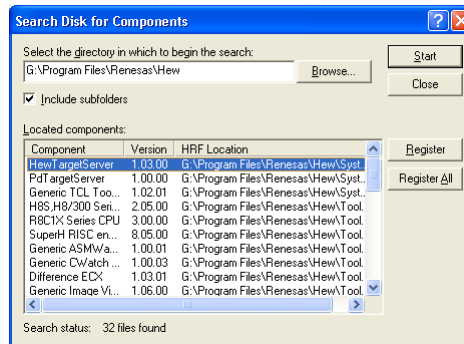 Search Disk for Components
Select the directory in which to begin the search:
Start
G:\Program Files\Renesas\Hew
Browse...
Close
Include subfolders
Located components:
Component Version HRF Location
HewTargetServer 1.03.00 G:\Program Files\Renesas\Hew\Syst.
Register
PdTargetServer 1.00.00 G:\Program Files\Renesas\Hew\Syst..
Generic TCL Too... 1.02.01 G:\Program Files\Renesas\Hew\Syst..
Register All
H8S,H8/300 Seri... 2.05.00 G:\Program Files\Renesas\Hew\Tool.
R8C1X Series CPU 3.00.00 G:\Program Files\Renesas\Hew\Tool.
SuperH RISC en... 8.05.00 G:\Program Files\Renesas\Hew\Tool.
Generic ASMWa... 1.00.01 G:\Program Files\Renesas\Hew\Tool.
Generic CWatch ... 1.00.03 G:\Program Files\Renesas\Hew\Tool.
Difference ECX 1.03.01 G:\Program Files\Renesas\Hew\Tool.
Generic Image Vi... 1.06.00 G:\Program Files\Renesas\Hew\Tool.
Search status: 32 files found